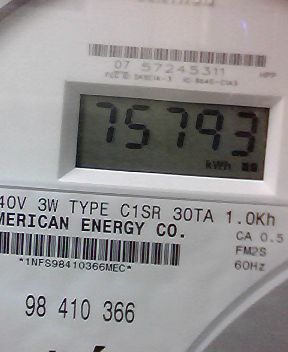 07 57245311
HPP
75793
kWh
40V 3W TYPE C1SR 30TA 1.0Kh
MERICAN ENERGY CO.
CA 0.5
FM2S
*1NFS98410366MEC*
60Hz
98 410 366